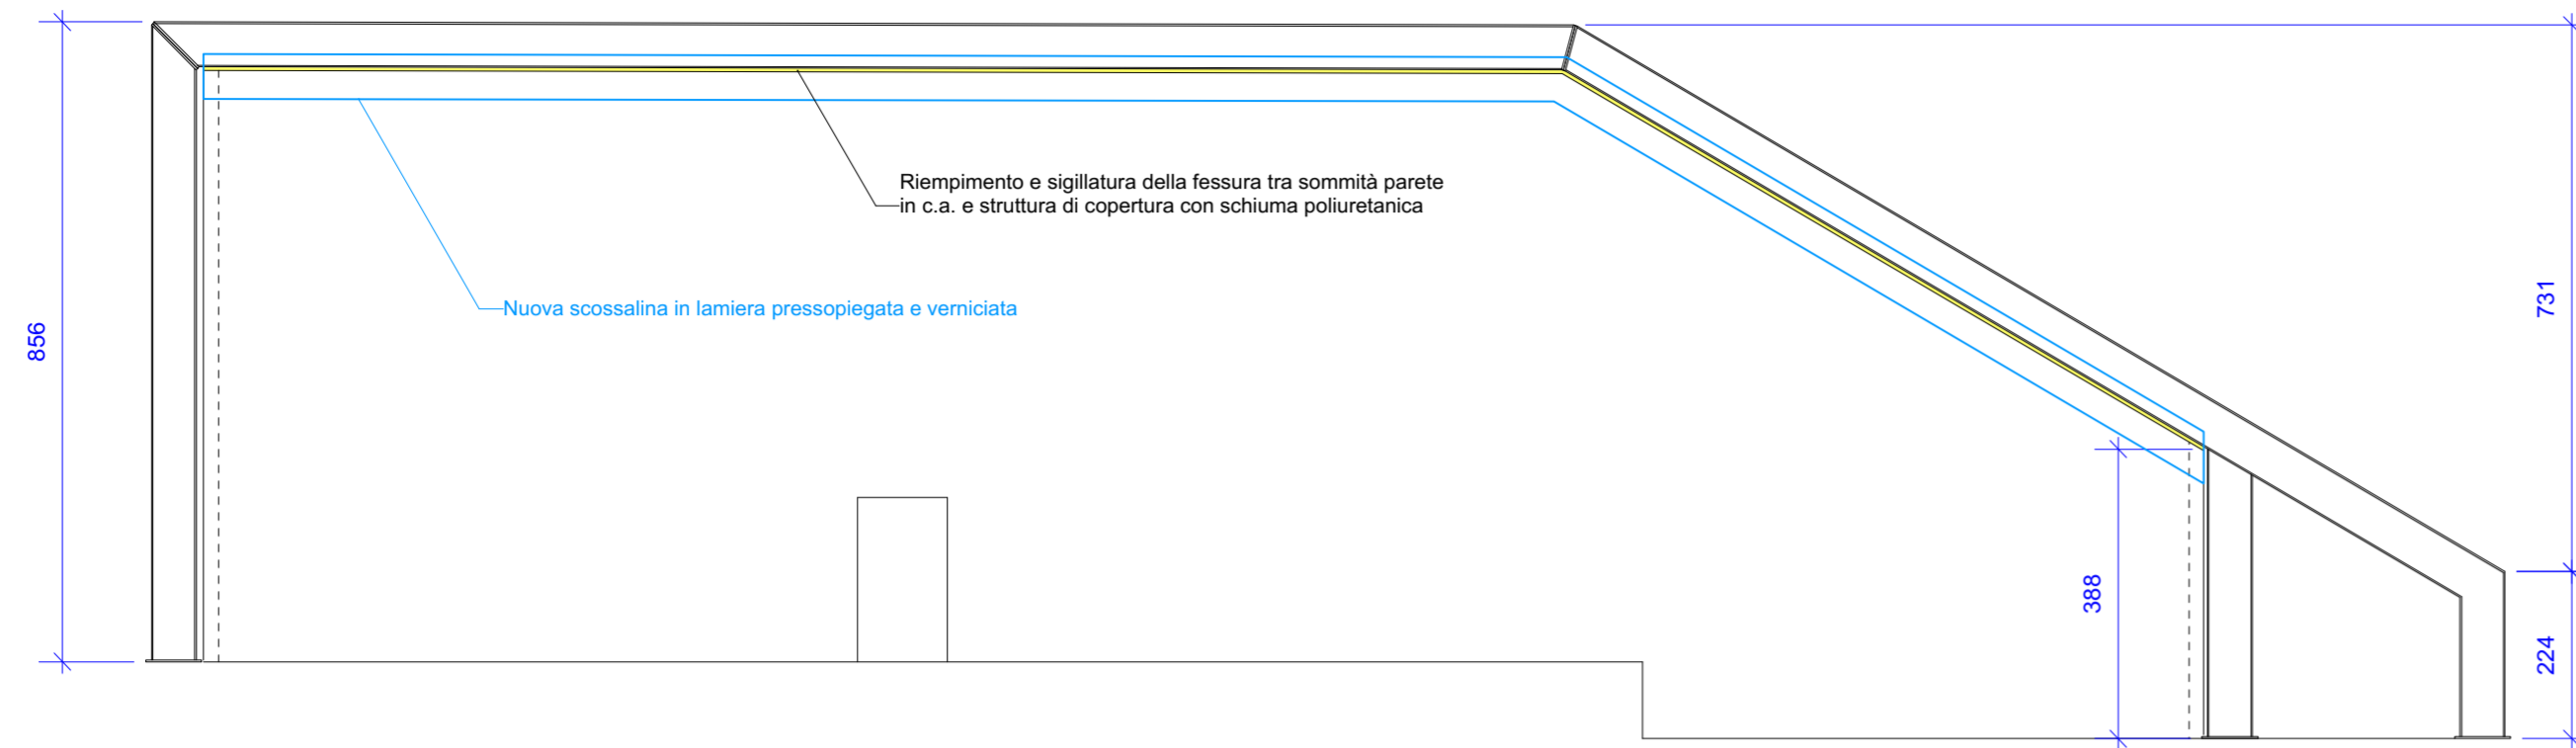 Riempimento e sigillatura della fessura tra sommità parete
in c.a. e struttura di copertura con schiuma poliuretanica
Nuova scossalina in lamiera pressopiegata e verniciata
856
731
388
224